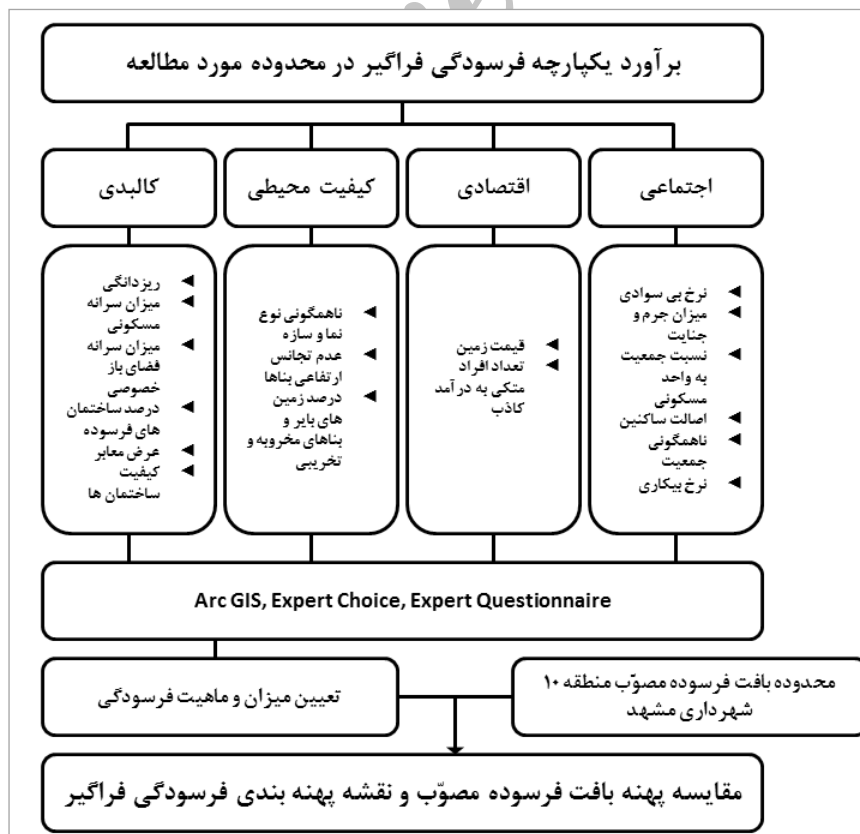 برآورد یکپارچه فرسودگی فراگیر در محدوده مورد مطالعه
اجتماعی
اقتصادی
کیفیت محیطی
کالبدی
نرخ بی سوادی
میزان جرم و
جنایت
نسبت جمعیت
به واحد
مسکونی
اصالت ساکنین
ناهمگونی
جمعیت
نرخ بیکاری
قیمت زمین
تعداد افراد
متکی به درآمد
کاذب
ناهمگونی نوع
نما و سازه
عدم تجانس
ارتفاعی بناها
درصد زمین
های بایر و
بناهای مخروبه و
تخریبی
ریزدانگی
میزان سرانه
مسکونی
میزان سرانه
فضای باز
خصوصی
درصد ساختمان
های فرسوده
عرض معابر
کیفیت
ساختمان ها
Arc GIS, Expert Choice, Expert Questionnaire
محدوده بافت فرسوده مصوّب منطقه ۱۰
شهرداری مشهد
تعیین میزان و ماهیت فرسودگی
مقایسه پهنه بافت فرسوده مصوّب و نقشه پهنه بندی فرسودگی فراگیر